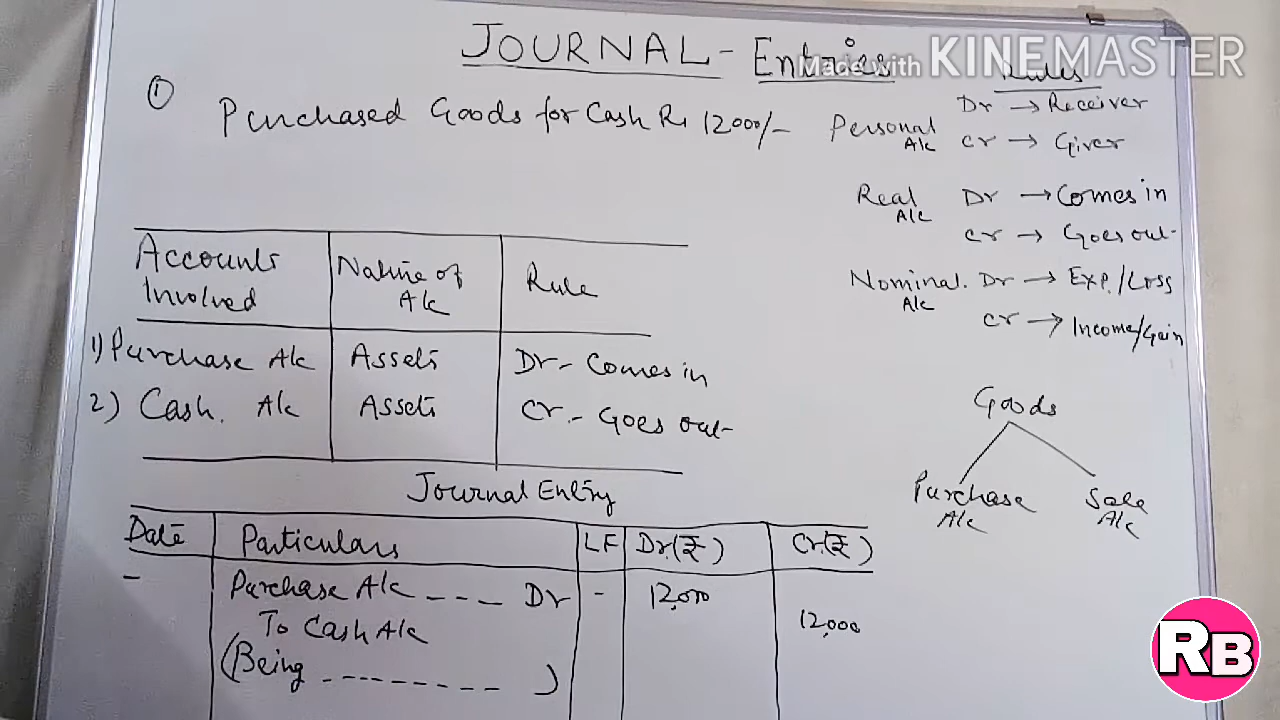 JOURNAL - Entries
Made with KINEMASTER
Rules
① Purchased Goods for Cash Rs 12000/-
Personal A/c Dr → Receiver
Cr → Giver
Real A/c Dr → Comes in
Cr → Goes out
Nominal. A/c Dr → Exp./Loss
Cr → Income/Gain
Accounts Involved
Nature of A/c
Rule
1) Purchase A/c Assets Dr - Comes in
2) Cash. A/c Assets Cr. - Goes out
Goods
Purchase A/c
Sale A/c
Journal Entry
Date Particulars LF Dr.(₹) Cr.(₹)
- Purchase A/c --- Dr - 12,000
To Cash A/c 12,000
(Being --------- )
RB